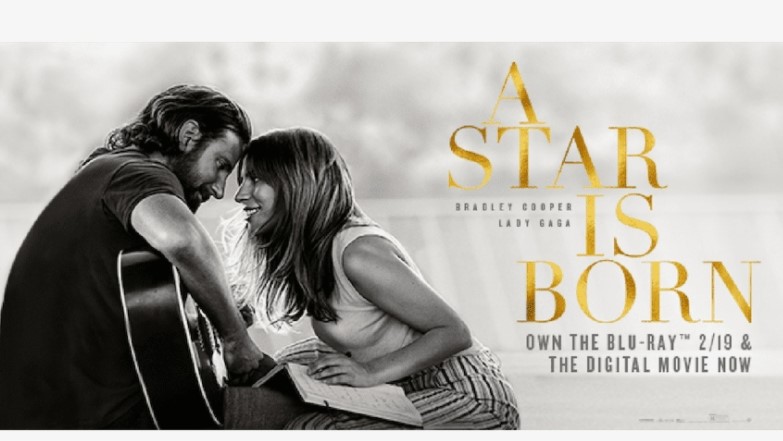 A
STAR
BRADLEY COOPER
LADY GAGA
IS
BORN
OWN THE BLU-RAY™ 2/19 &
THE DIGITAL MOVIE NOW